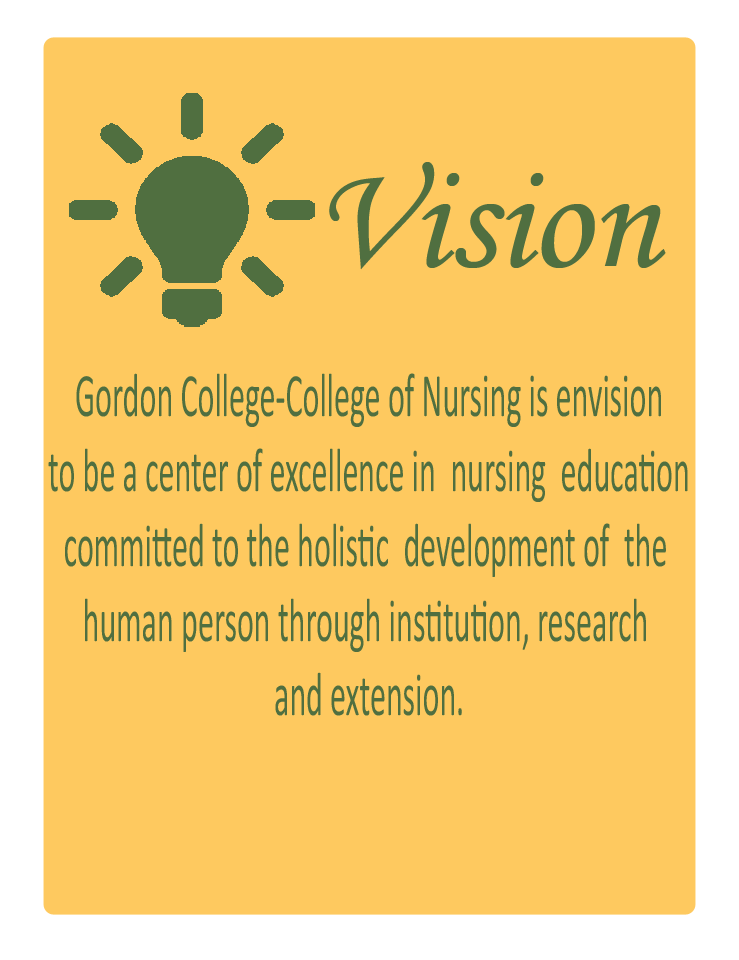 Vision
Gordon College-College of Nursing is envision
to be a center of excellence in nursing education
committed to the holistic development of the
human person through institution, research
and extension.